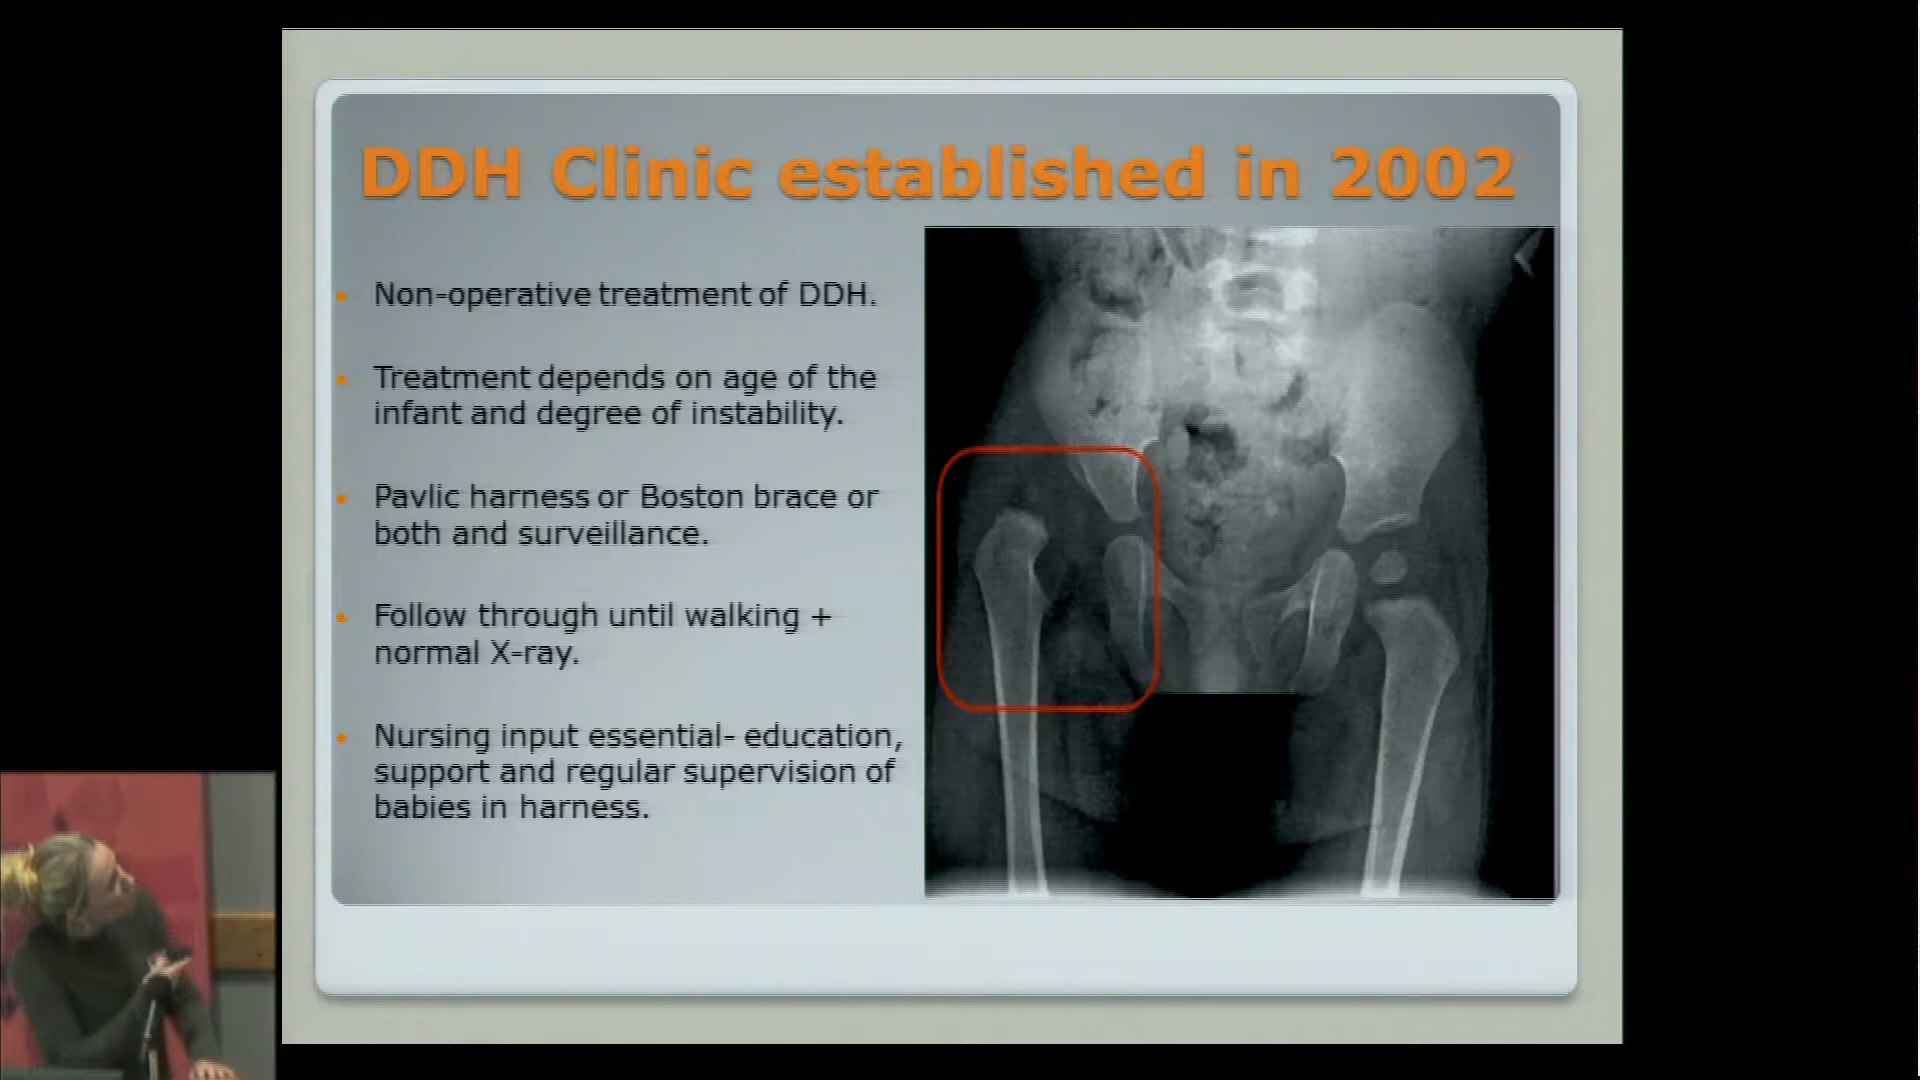 DDH Clinic established in 2002
Non-operative treatment of DDH.
Treatment depends on age of the
infant and degree of instability.
Pavlic harness or Boston brace or
both and surveillance.
Follow through until walking +
normal X-ray.
Nursing input essential- education,
support and regular supervision of
babies in harness.